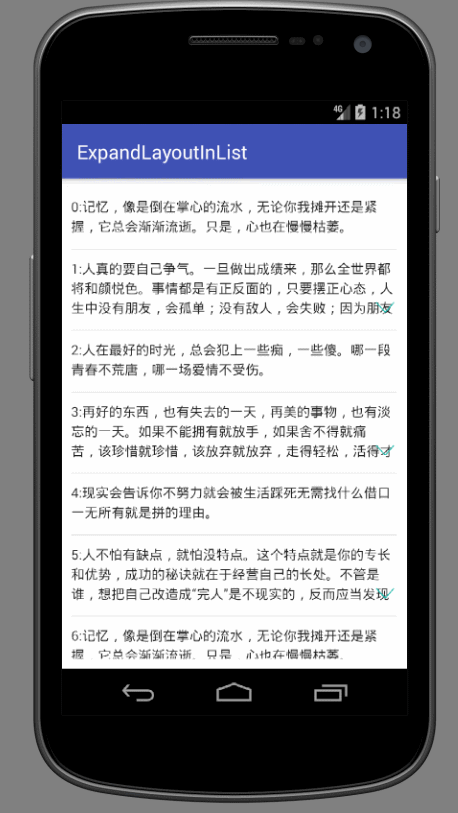 4G 1:18
ExpandLayoutInList
0:记忆，像是倒在掌心的流水，无论你我摊开还是紧
握，它总会渐渐流逝。只是，心也在慢慢枯萎。
1:人真的要自己争气。一旦做出成绩来，那么全世界都
将和颜悦色。事情都是有正反面的，只要摆正心态，人
生中没有朋友，会孤单；没有敌人，会失败；因为朋友
2:人在最好的时光，总会犯上一些痴，一些傻。哪一段
青春不荒唐，哪一场爱情不受伤。
3:再好的东西，也有失去的一天，再美的事物，也有淡
忘的一天。如果不能拥有就放手，如果舍不得就痛
苦，该珍惜就珍惜，该放弃就放弃，走得轻松，活得才
4:现实会告诉你不努力就会被生活踩死无需找什么借口
一无所有就是拼的理由。
5:人不怕有缺点，就怕没特点。这个特点就是你的专长
和优势，成功的秘诀就在于经营自己的长处。不管是
谁，想把自己改造成“完人”是不现实的，反而应当发现
6:记忆，像是倒在掌心的流水，无论你我摊开还是紧
握，它总会渐渐流逝。只是，心也在慢慢枯萎。